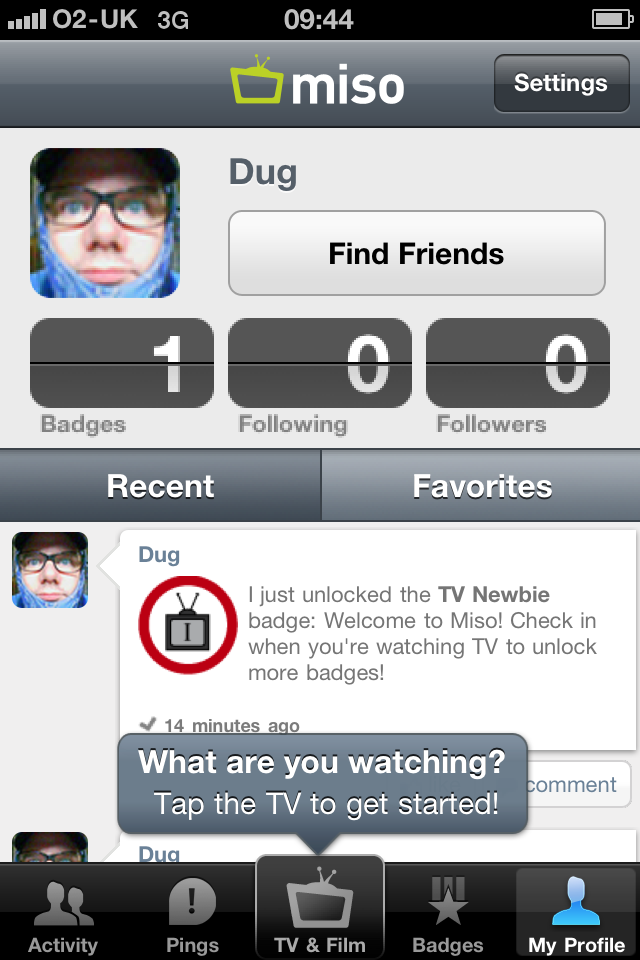 O2-UK 3G 09:44
miso
Settings
Dug
Find Friends
1 0 0
Badges Following Followers
Recent Favorites
Dug
I just unlocked the TV Newbie
badge: Welcome to Miso! Check in
when you're watching TV to unlock
more badges!
I
14 minutes ago
What are you watching?
Tap the TV to get started!
comment
Dug
Activity Pings TV & Film Badges My Profile